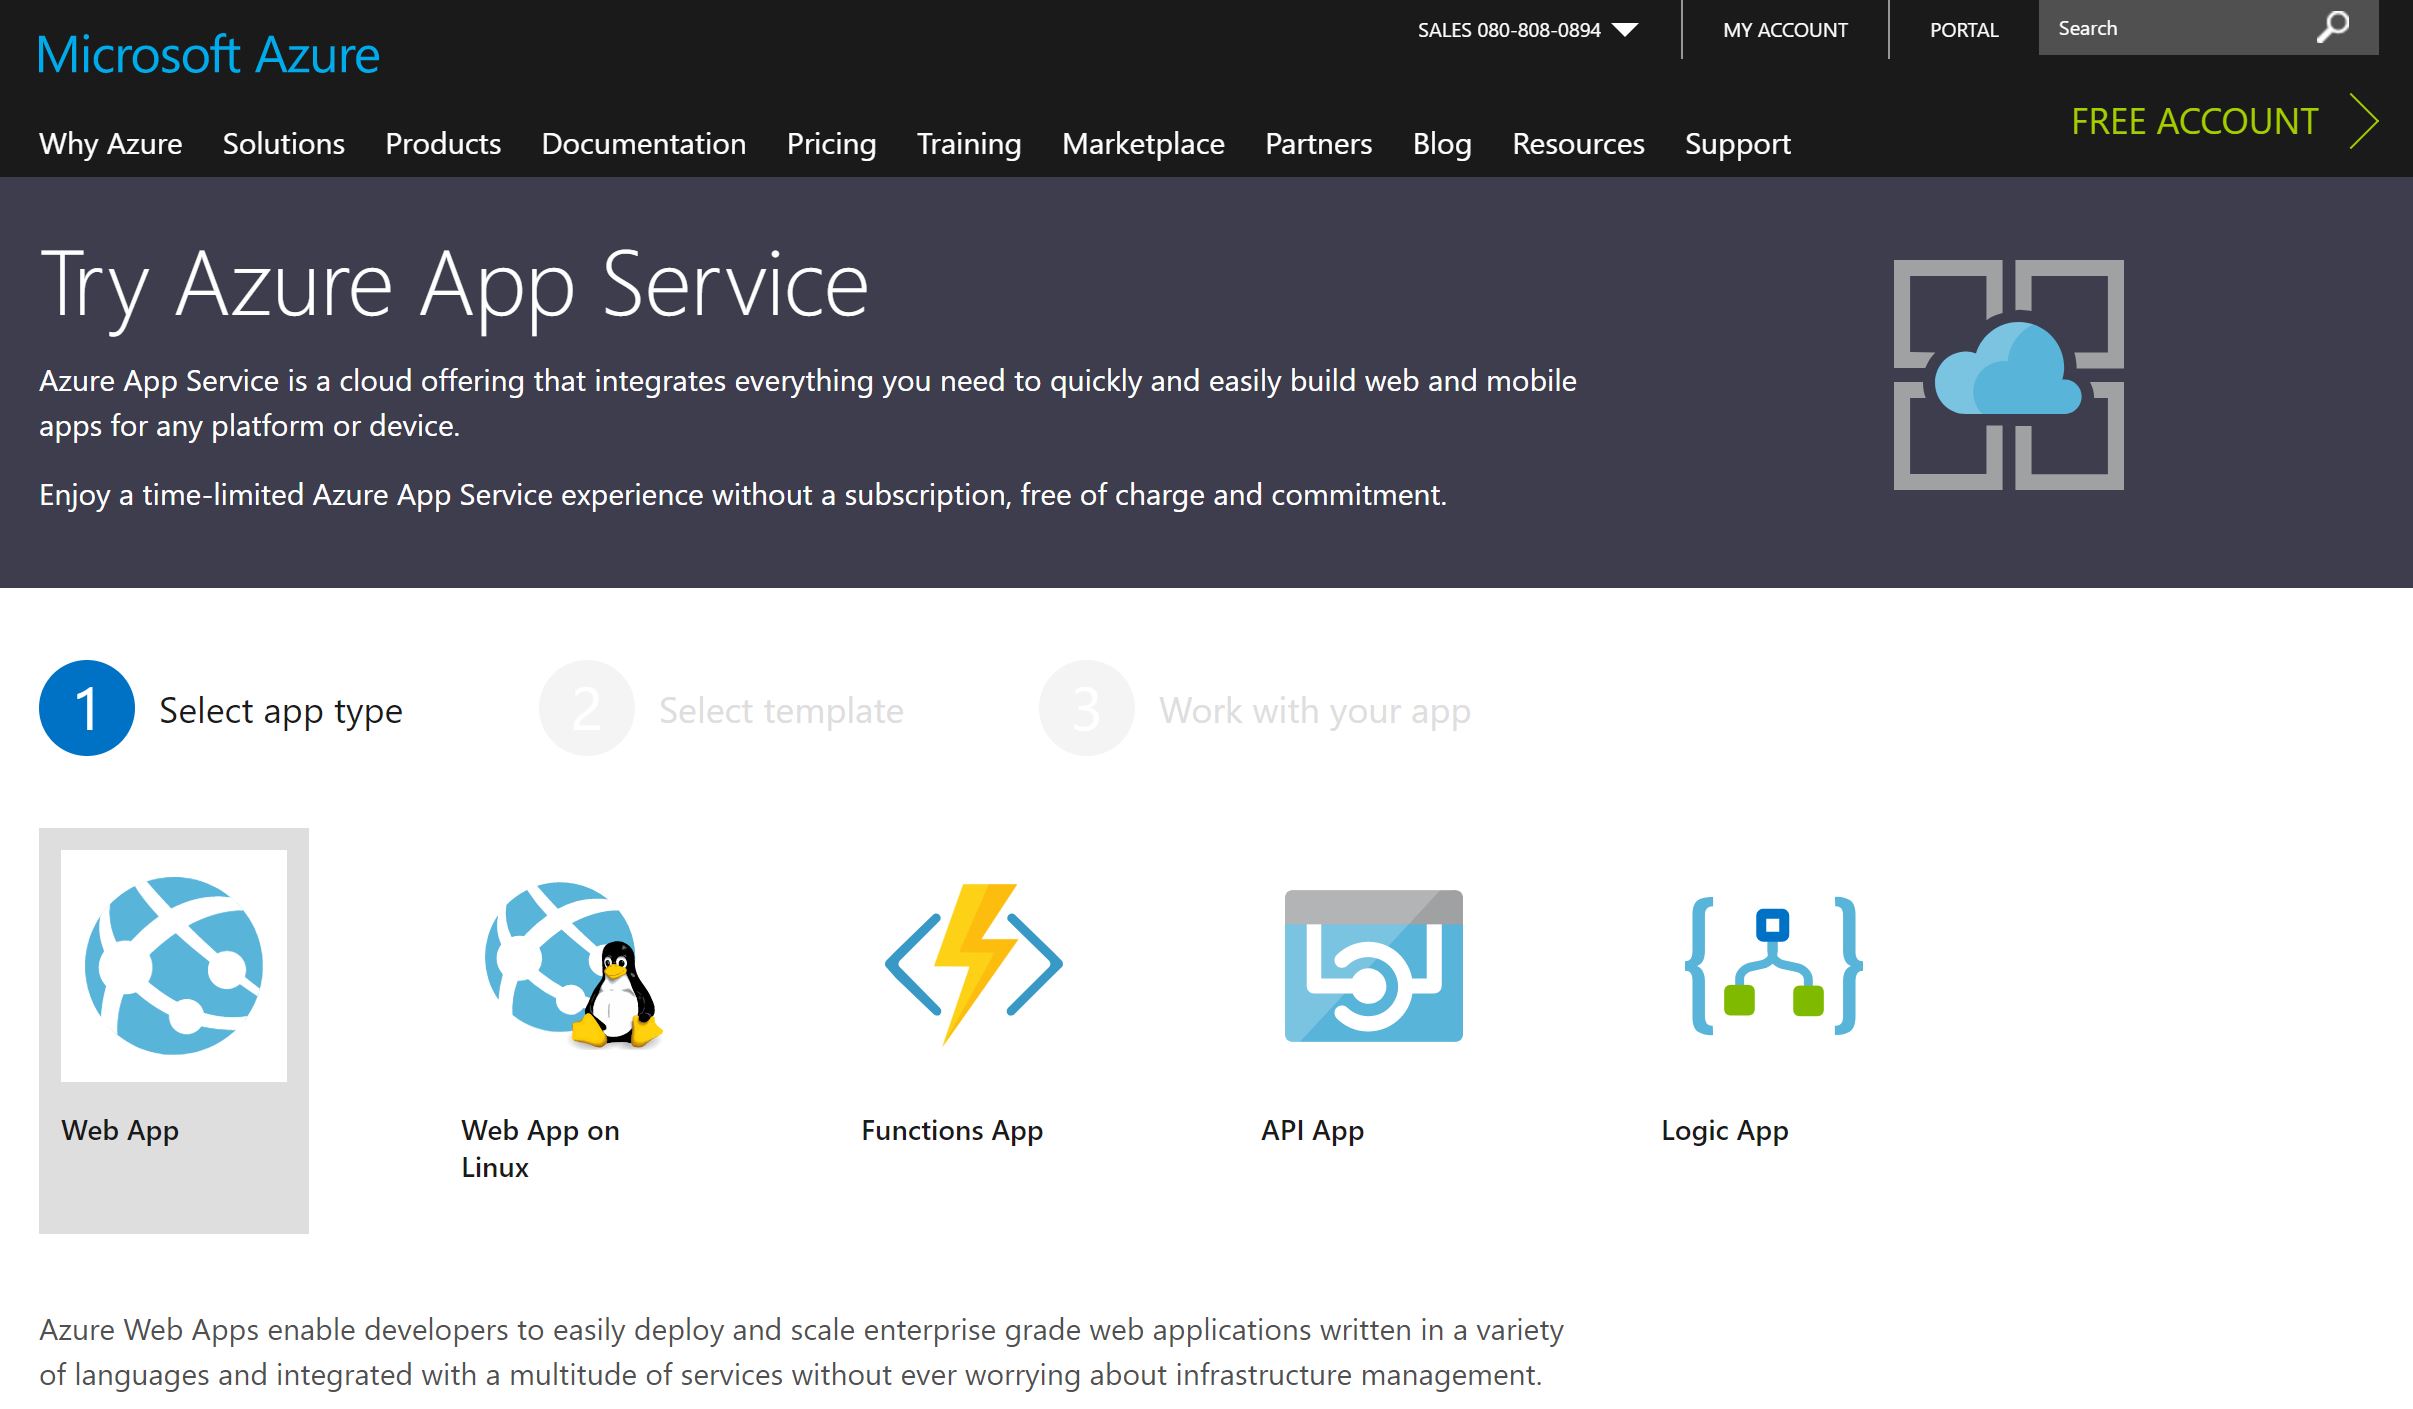 Microsoft Azure
SALES 080-808-0894
MY ACCOUNT
PORTAL
Search
FREE ACCOUNT
Why Azure
Solutions
Products
Documentation
Pricing
Training
Marketplace
Partners
Blog
Resources
Support
Try Azure App Service
Azure App Service is a cloud offering that integrates everything you need to quickly and easily build web and mobile
apps for any platform or device.
Enjoy a time-limited Azure App Service experience without a subscription, free of charge and commitment.
1 Select app type
2 Select template
3 Work with your app
Web App
Web App on
Linux
Functions App
API App
Logic App
Azure Web Apps enable developers to easily deploy and scale enterprise grade web applications written in a variety
of languages and integrated with a multitude of services without ever worrying about infrastructure management.